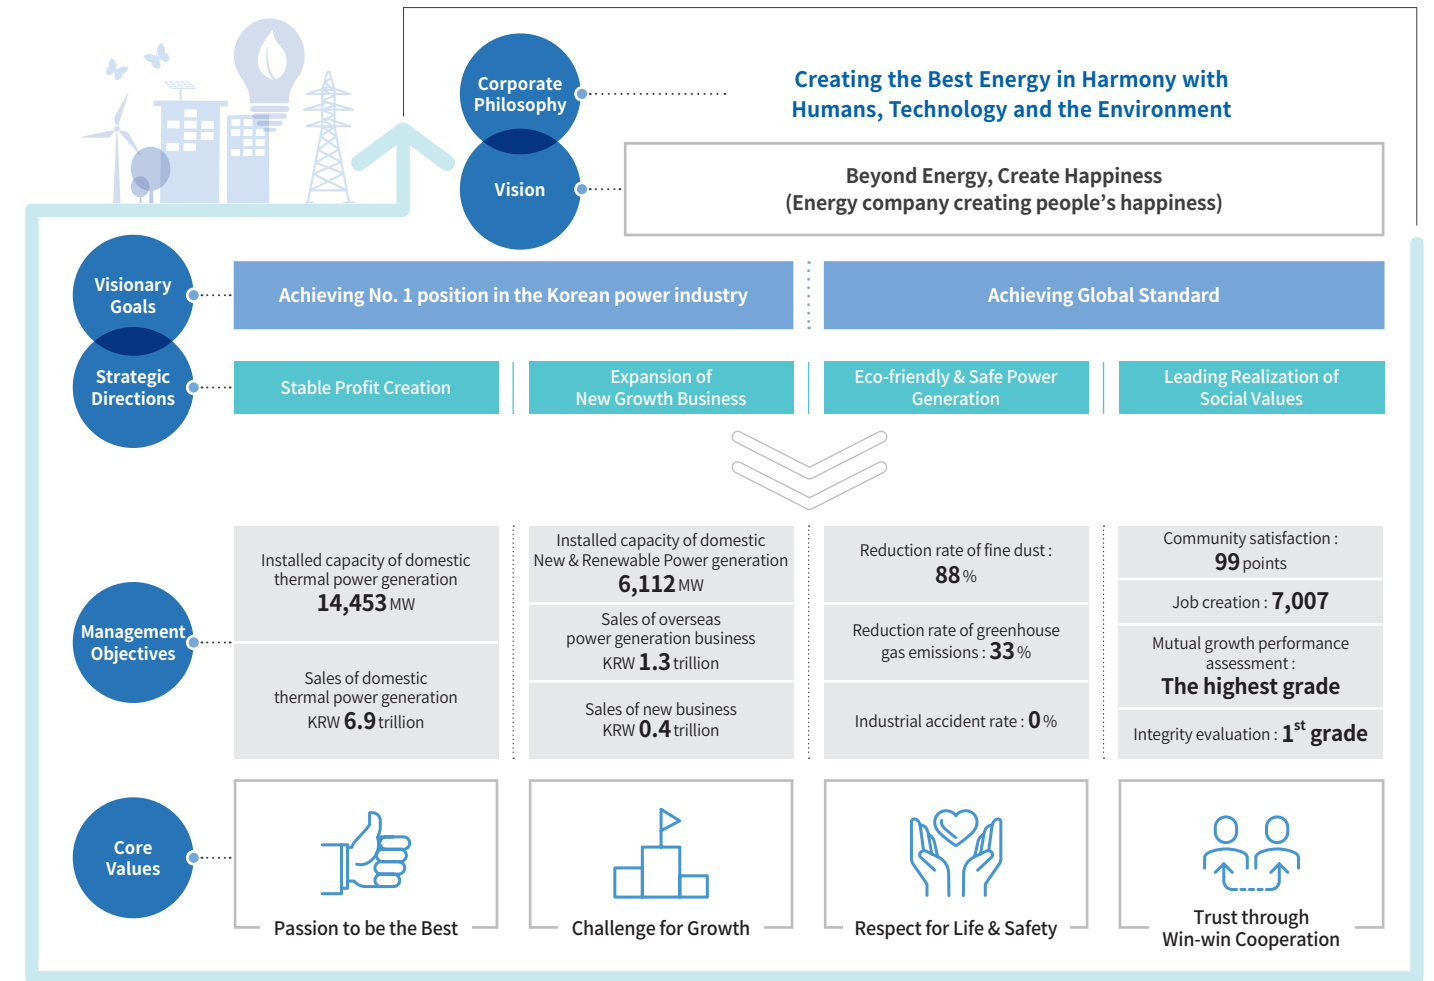 Corporate
Philosophy
Creating the Best Energy in Harmony with
Humans, Technology and the Environment
Vision
Beyond Energy, Create Happiness
(Energy company creating people's happiness)
Visionary
Goals
Achieving No. 1 position in the Korean power industry
Achieving Global Standard
Strategic
Directions
Stable Profit Creation
Expansion of
New Growth Business
Eco-friendly & Safe Power
Generation
Leading Realization of
Social Values
Management
Objectives
Installed capacity of domestic
thermal power generation
14,453 MW
Sales of domestic
thermal power generation
KRW 6.9 trillion
Installed capacity of domestic
New & Renewable Power generation
6,112 MW
Sales of overseas
power generation business
KRW 1.3 trillion
Sales of new business
KRW 0.4 trillion
Reduction rate of fine dust :
88 %
Reduction rate of greenhouse
gas emissions : 33 %
Industrial accident rate : 0 %
Community satisfaction :
99 points
Job creation : 7,007
Mutual growth performance
assessment :
The highest grade
Integrity evaluation : 1st grade
Core
Values
Passion to be the Best
Challenge for Growth
Respect for Life & Safety
Trust through
Win-win Cooperation